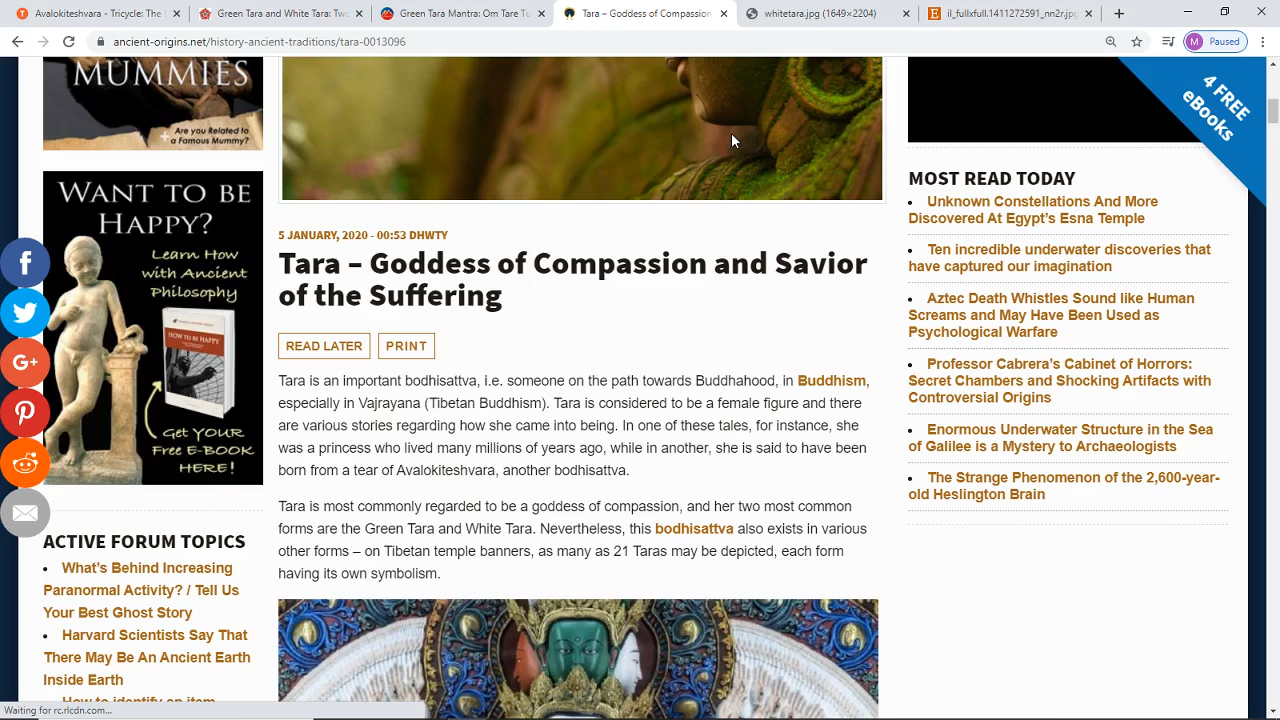 Tara - White Tara: Two
Green Tara Mantra Om Tare Tu
Tara – Goddess of Compassion
whitetara.jpg (1649×2204)
il_fullxfull.1411272591_nn2r.jpg
ancient-origins.net/history-ancient-traditions/tara-0013096
M
Paused
MUMMIES
Are you Related to
a Famous Mummy?
WANT TO BE
HAPPY?
Learn How
with Ancient
Philosophy
HOW TO BE HAPPY
Get YOUR
Free E-BOOK
HERE!
ACTIVE FORUM TOPICS
What's Behind Increasing
Paranormal Activity? / Tell Us
Your Best Ghost Story
Harvard Scientists Say That
There May Be An Ancient Earth
Inside Earth
How to identify an item
5 JANUARY, 2020 - 00:53 DHWTY
Tara – Goddess of Compassion and Savior
of the Suffering
READ LATER
PRINT
Tara is an important bodhisattva, i.e. someone on the path towards Buddhahood, in Buddhism,
especially in Vajrayana (Tibetan Buddhism). Tara is considered to be a female figure and there
are various stories regarding how she came into being. In one of these tales, for instance, she
was a princess who lived many millions of years ago, while in another, she is said to have been
born from a tear of Avalokiteshvara, another bodhisattva.
Tara is most commonly regarded to be a goddess of compassion, and her two most common
forms are the Green Tara and White Tara. Nevertheless, this bodhisattva also exists in various
other forms – on Tibetan temple banners, as many as 21 Taras may be depicted, each form
having its own symbolism.
4 FREE
eBooks
MOST READ TODAY
Unknown Constellations And More
Discovered At Egypt's Esna Temple
Ten incredible underwater discoveries that
have captured our imagination
Aztec Death Whistles Sound like Human
Screams and May Have Been Used as
Psychological Warfare
Professor Cabrera's Cabinet of Horrors:
Secret Chambers and Shocking Artifacts with
Controversial Origins
Enormous Underwater Structure in the Sea
of Galilee is a Mystery to Archaeologists
The Strange Phenomenon of the 2,600-year-
old Heslington Brain
Waiting for rc.rlcdn.com...